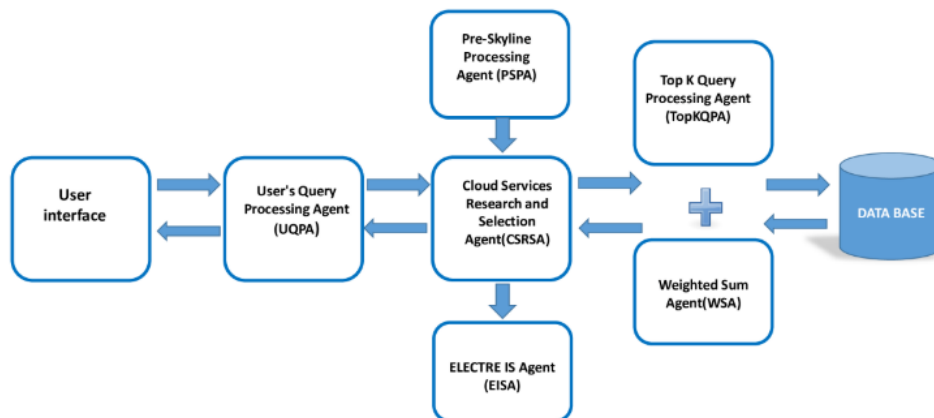 Pre-Skyline
Processing
Agent (PSPA)
Top K Query
Processing Agent
(TopKQPA)
User
interface
User's Query
Processing Agent
(UQPA)
Cloud Services
Research and
Selection
Agent(CSRSA)
DATA BASE
Weighted Sum
Agent(WSA)
ELECTRE IS Agent
(EISA)